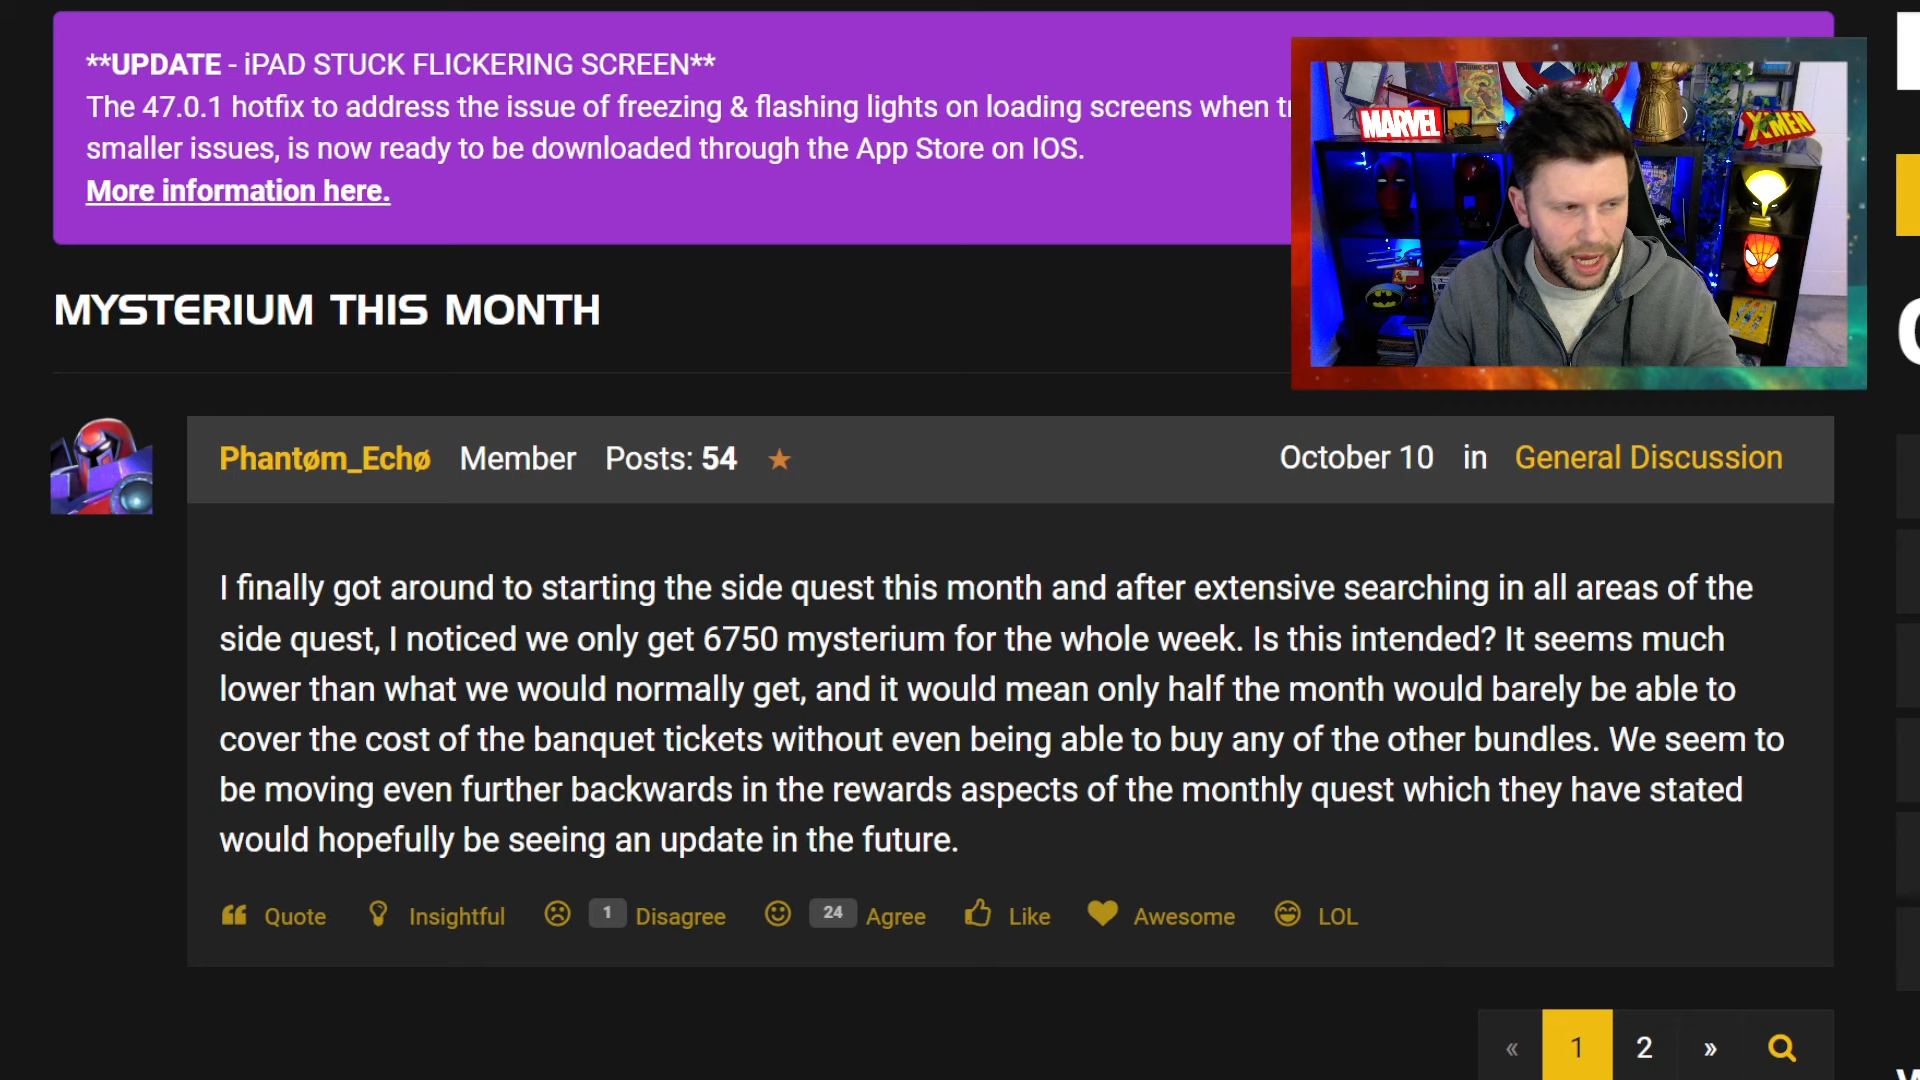 **UPDATE - iPAD STUCK FLICKERING SCREEN**
The 47.0.1 hotfix to address the issue of freezing & flashing lights on loading screens when
smaller issues, is now ready to be downloaded through the App Store on IOS.
More information here.
MARVEL
X-MEN
MYSTERIUM THIS MONTH
Phantøm_Echø Member Posts: 54 ★ October 10 in General Discussion
I finally got around to starting the side quest this month and after extensive searching in all areas of the
side quest, I noticed we only get 6750 mysterium for the whole week. Is this intended? It seems much
lower than what we would normally get, and it would mean only half the month would barely be able to
cover the cost of the banquet tickets without even being able to buy any of the other bundles. We seem to
be moving even further backwards in the rewards aspects of the monthly quest which they have stated
would hopefully be seeing an update in the future.
Quote Insightful 1 Disagree 24 Agree Like Awesome LOL
« 1 2 »